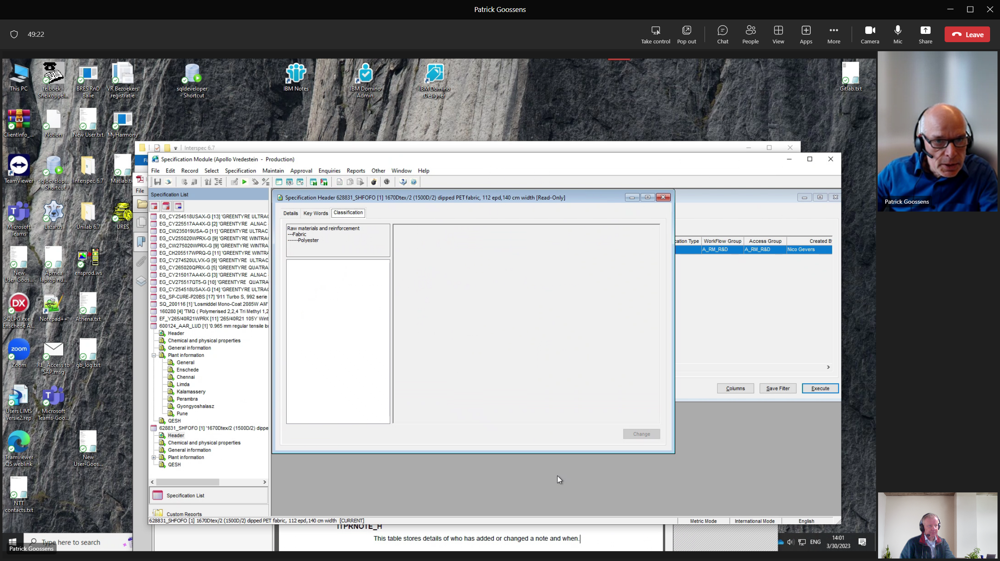 Patrick Goossens
49:22
Take control
Pop out
Chat
People
View
Apps
More
Camera
Mic
Share
Leave
This PC
telboek -
Snelkoppel...
BRES RnD
Balie
VR Bezoekers
registratie
sqldeveloper
- Shortcut
IBM Notes
IBM Domino
Admin
IBM Domino
Designer
Gitlab.txt
ClientInfo_...
Notion
New User.txt
MyHarmony
TeamViewer
sqldevelop...
- Shortcut
Interspec 6.7
Matlab.tx
Microsoft
Teams
Lazarus
Unilab 6.7
URES
New
User-Goos...
Apmea
laptop nu...
ensprod.ws
SQLPG.exe -
Enschede A...
Notepad++
Athena.txt
zoom
Zoom
RE_ Access to
SAP.msg
gb_log.txt
Users LIMS
Versie2.rep
Microsoft
Teams-Goo...
Teamviewer
QS weblink
New
User-Goos...
NTT
contacts.txt
Interspec 6.7
Fi
File
Specification Module (Apollo Vredestein - Production)
File Edit Record Select Specification Maintain Approval Enquiries Reports Other Window Help
Specification List
EG_CY254518USAX-G [13] 'GREENTYRE ULTRAC
EG_CY225517AA4X-G [2] 'GREENTYRE ALNAC
EG_CW235019USA-G [11] 'GREENTYRE ULTRAC
EG_CV255020WPRX-G [9] 'GREENTYRE WINTRA
EG_CW275020WPRX-G [9] 'GREENTYRE WINTRA
EG_CH205517WPRQ-G [11] 'GREENTYRE WINTRA
EG_CY274520ULVX-G [9] 'GREENTYRE ULTRAC
EG_CY265020QPRX-G [5] 'GREENTYRE QUATRA
EG_CY215017AA4X-G [3] 'GREENTYRE ALNAC
EG_CV275517QT5-G [10] 'GREENTYRE QUATRA
EG_CY254518USAX-G [14] 'GREENTYRE ULTRAC
EQ_SP-CURE-P20BS [17] '911 Turbo S, 992 serie
SQ_200116 [1] 'Losmiddel Mono-Coat 2085W AM'
160280 [4] 'TMQ ( Polymerised 2,2,4 Tri Methyl 1,2
EF_Y265/40R21WPRX [11] '265/40R21 105Y Wint
600124_AAR_LUD [1] '0.965 mm regular tensile br
Header
Chemical and physical properties
General information
Plant information
General
Enschede
Chennai
Limda
Kalamassery
Perambra
Gyongyoshalasz
Pune
QESH
628831_SHFOFO [1] '1670Dtex/2 (1500D/2) dippe
Header
Chemical and physical properties
General information
Plant information
QESH
Specification List
Custom Reports
Specification Header 628831_SHFOFO [1] 1670Dtex/2 (1500D/2) dipped PET fabric, 112 epd,140 cm width [Read-Only]
Details
Key Words
Classification
Raw materials and reinforcement
---Fabric
------Polyester
Change
cation Type WorkFlow Group Access Group Created B
A_RM_R&D A_RM_R&D Nico Gevers
Columns
Save Filter
Execute
628831_SHFOFO [1] 1670Dtex/2 (1500D/2) dipped PET fabric, 112 epd,140 cm width [CURRENT]
Metric Mode
International Mode
English
ITPRNOTE_H
This table stores details of who has added or changed a note and when.
Type here to search
Patrick Goossens
ENG
14:01
3/30/2023
Patrick Goossens